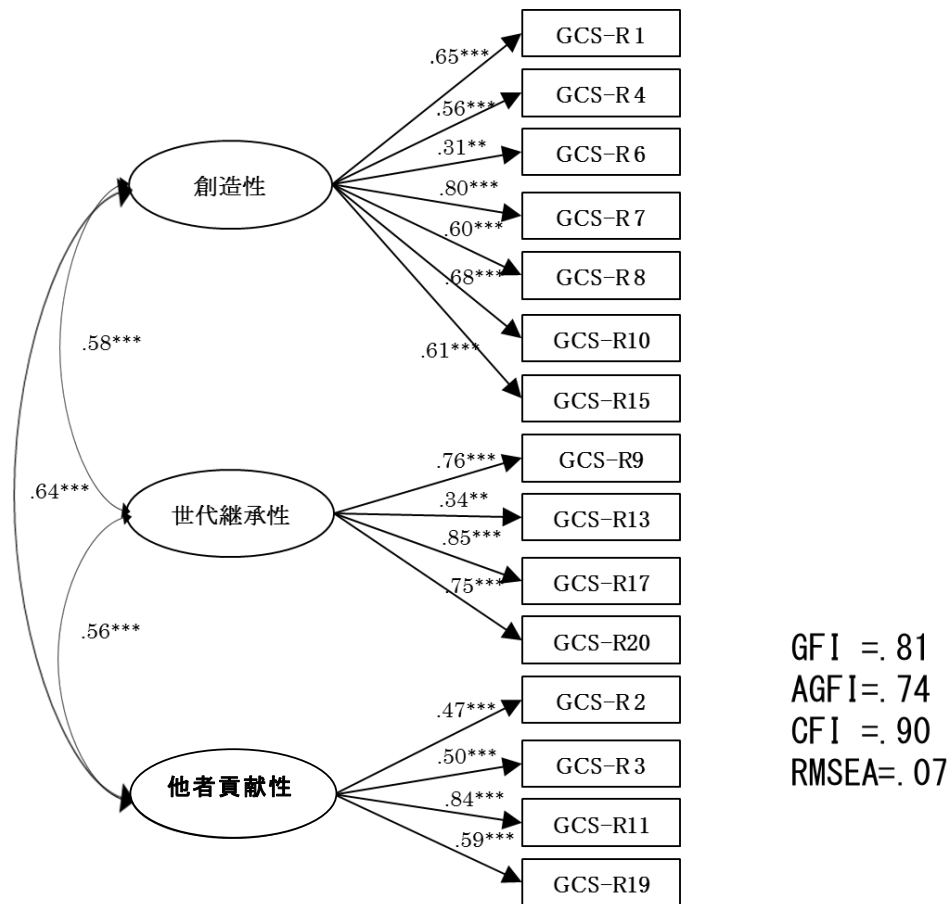 GCS-R1
.65***
GCS-R4
.56***
GCS-R6
.31**
創造性
.80***
GCS-R7
.60***
GCS-R8
.68***
GCS-R10
.58***
.61***
GCS-R15
.76***
GCS-R9
.64***
世代継承性
.34**
GCS-R13
.85***
GCS-R17
.75***
GCS-R20
.56***
GFI =.81
AGFI=.74
CFI =.90
RMSEA=.07
.47***
GCS-R2
.50***
GCS-R3
他者貢献性
.84***
GCS-R11
.59***
GCS-R19